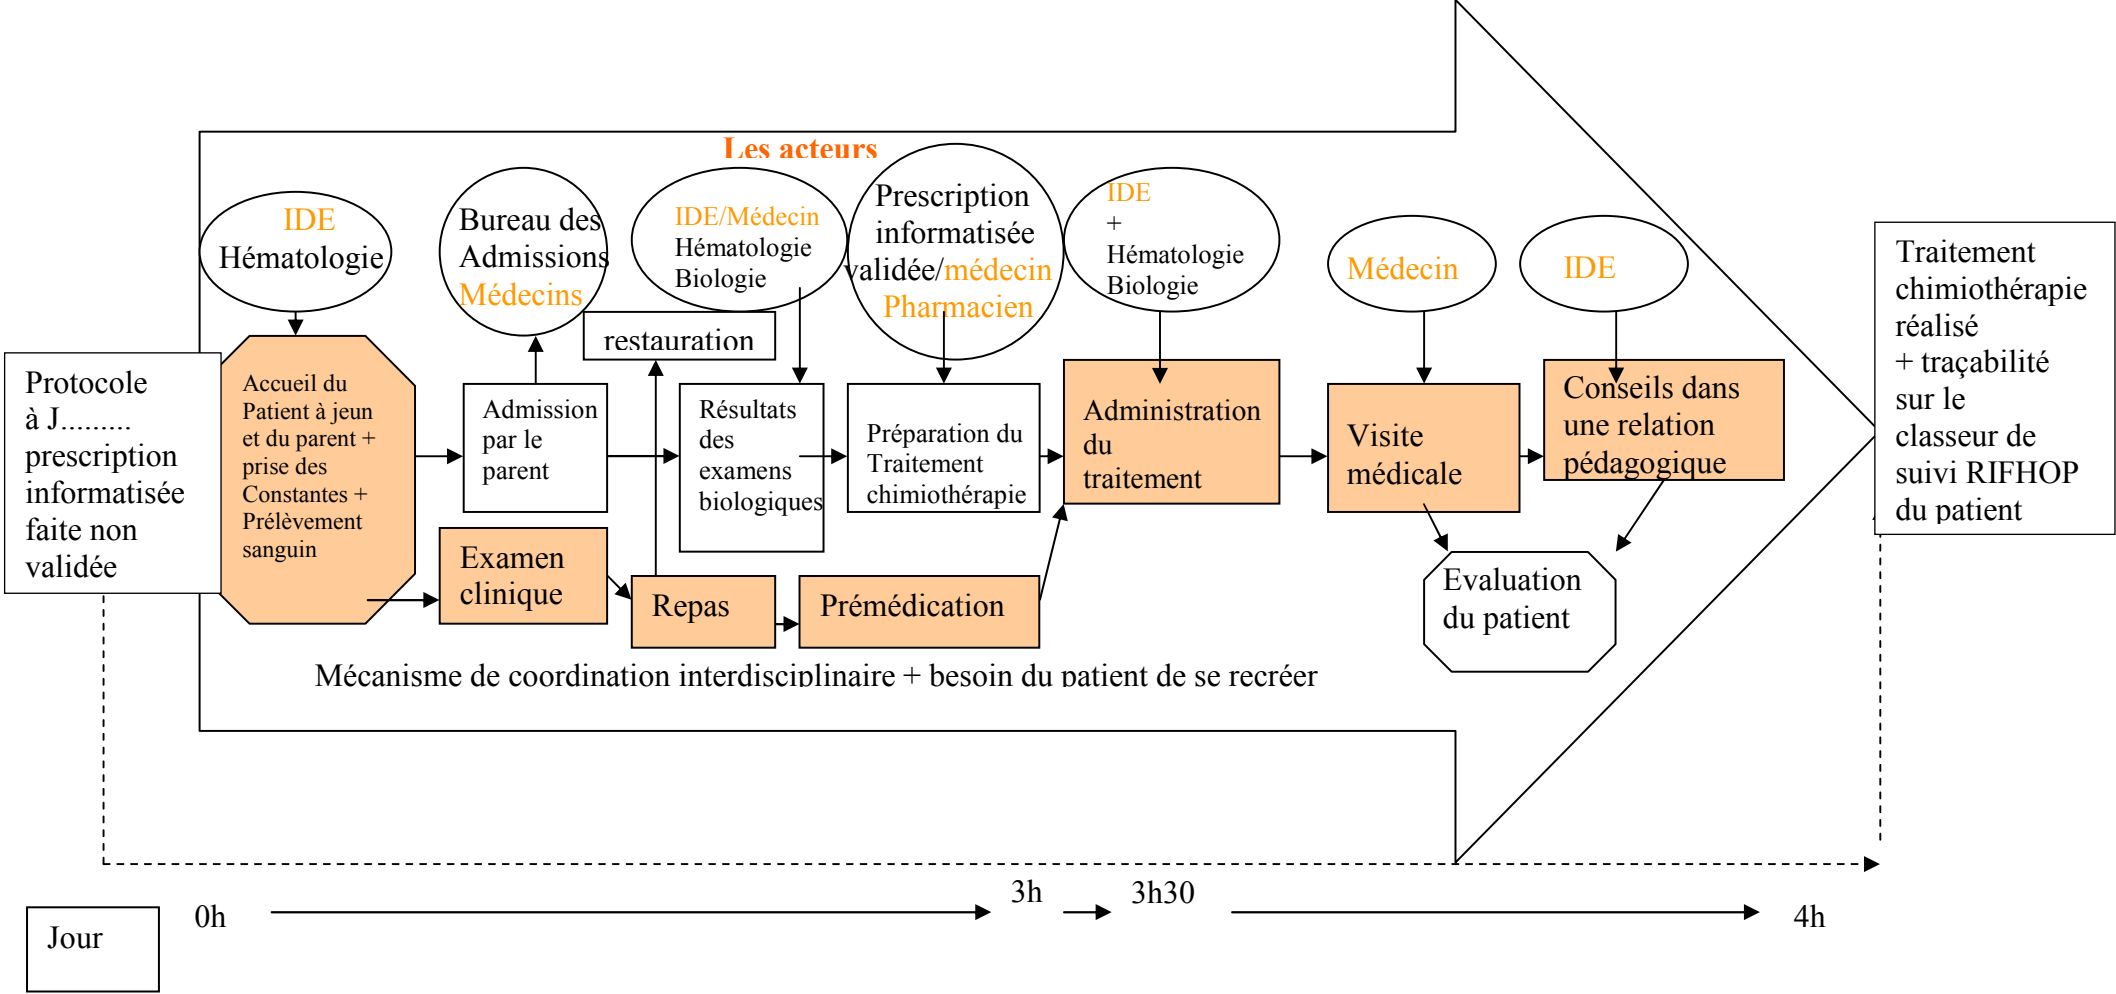 Les acteurs
IDE
Hématologie
Bureau des
Admissions
Médecins
IDE/Médecin
Hématologie
Biologie
Prescription
informatisée
validée/médecin
Pharmacien
IDE
+
Hématologie
Biologie
Médecin
IDE
restauration
Protocole
à J.........
prescription
informatisée
faite non
validée
Accueil du
Patient à jeun
et du parent +
prise des
Constantes +
Prélèvement
sanguin
Admission
par le
parent
Résultats
des
examens
biologiques
Préparation du
Traitement
chimiothérapie
Administration
du
traitement
Visite
médicale
Conseils dans
une relation
pédagogique
Traitement
chimiothérapie
réalisé
+ traçabilité
sur le
classeur de
suivi RIFHOP
du patient
Examen
clinique
Repas
Prémédication
Evaluation
du patient
Mécanisme de coordination interdisciplinaire + besoin du patient de se recréer
Jour
0h
3h
3h30
4h